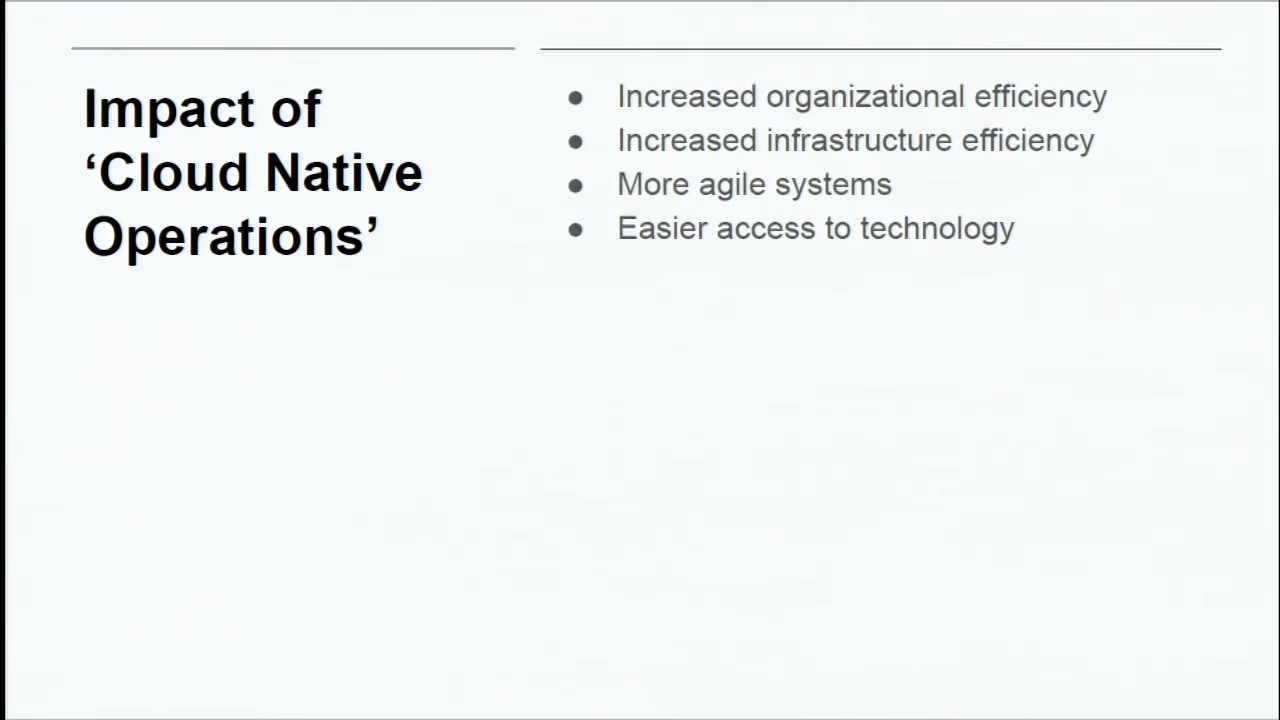 Impact of
‘Cloud Native
Operations’
● Increased organizational efficiency
● Increased infrastructure efficiency
● More agile systems
● Easier access to technology